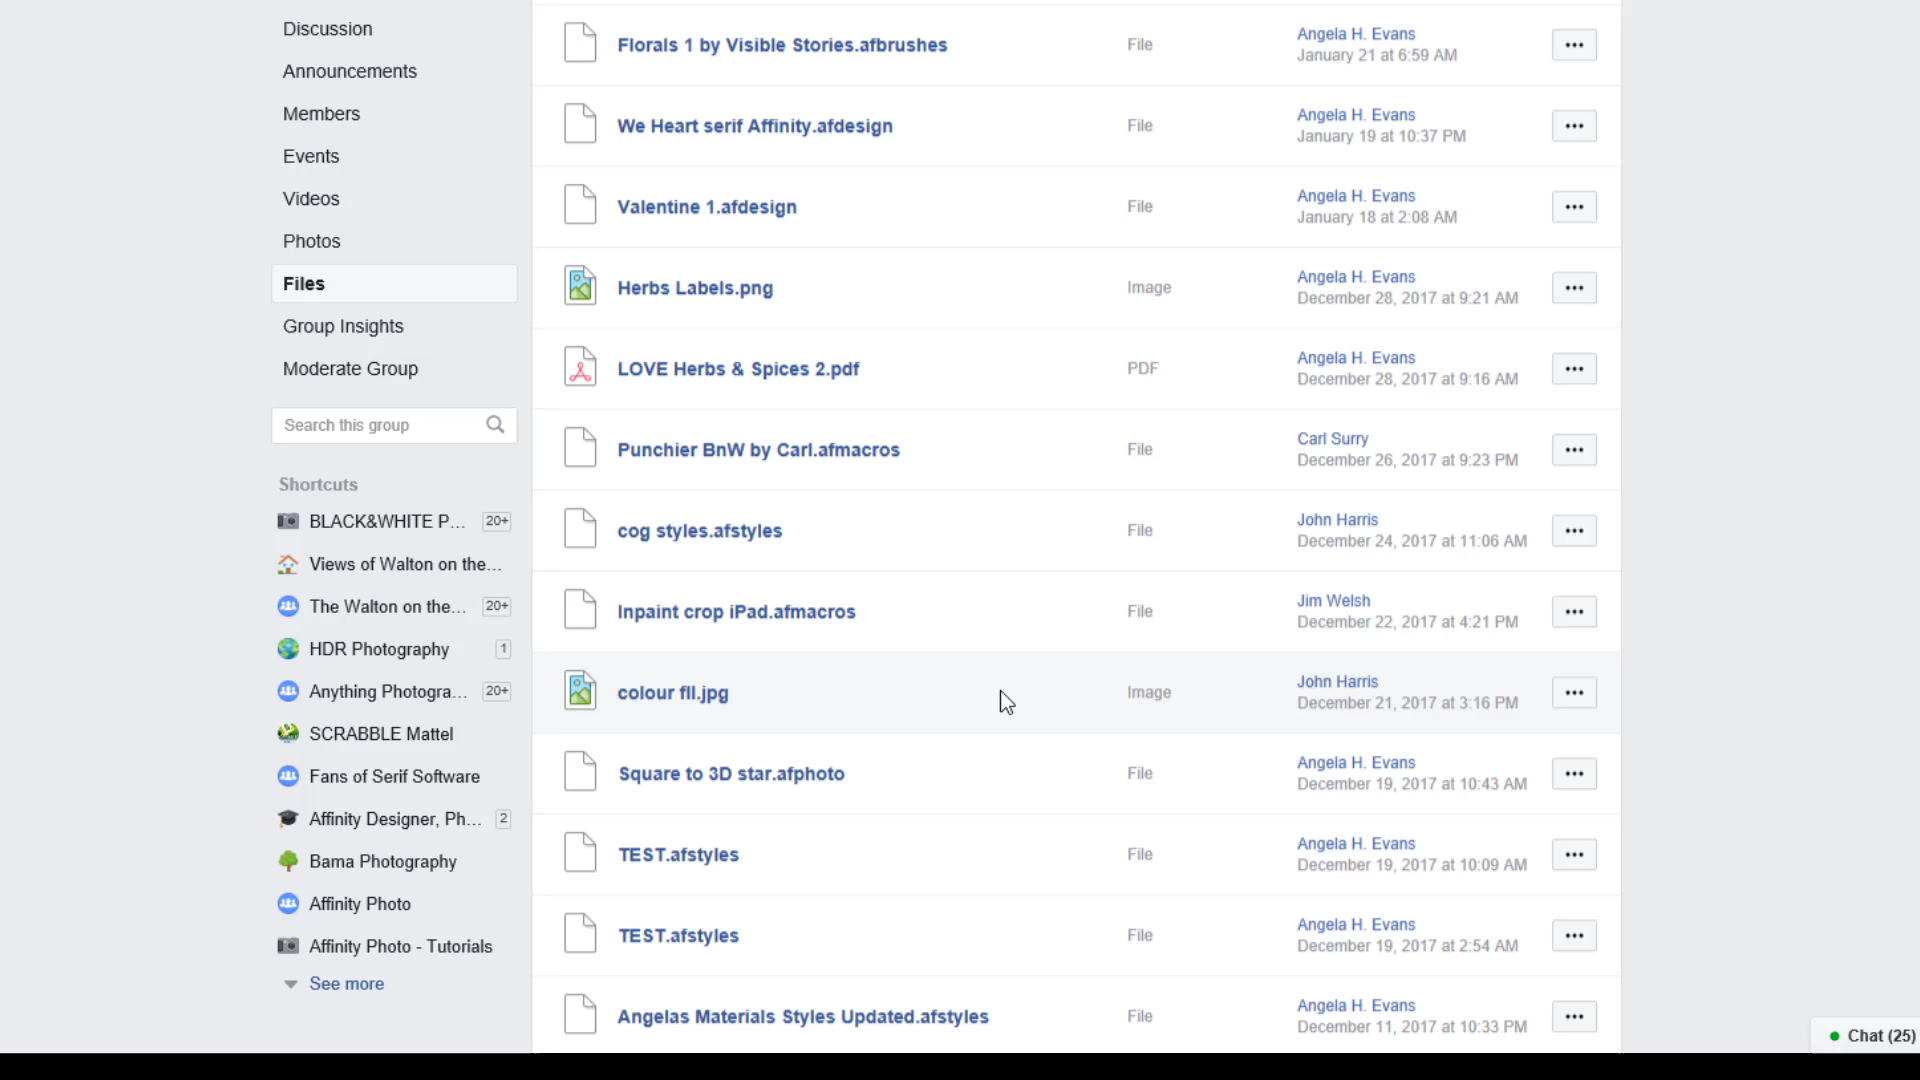 Discussion
Announcements
Members
Events
Videos
Photos
Files
Group Insights
Moderate Group
Search this group
Shortcuts
BLACK&WHITE P... 20+
Views of Walton on the...
The Walton on the... 20+
HDR Photography 1
Anything Photogra... 20+
SCRABBLE Mattel
Fans of Serif Software
Affinity Designer, Ph... 2
Bama Photography
Affinity Photo
Affinity Photo - Tutorials
See more
Florals 1 by Visible Stories.afbrushes File Angela H. Evans
January 21 at 6:59 AM
We Heart serif Affinity.afdesign File Angela H. Evans
January 19 at 10:37 PM
Valentine 1.afdesign File Angela H. Evans
January 18 at 2:08 AM
Herbs Labels.png Image Angela H. Evans
December 28, 2017 at 9:21 AM
LOVE Herbs & Spices 2.pdf PDF Angela H. Evans
December 28, 2017 at 9:16 AM
Punchier BnW by Carl.afmacros File Carl Surry
December 26, 2017 at 9:23 PM
cog styles.afstyles File John Harris
December 24, 2017 at 11:06 AM
Inpaint crop iPad.afmacros File Jim Welsh
December 22, 2017 at 4:21 PM
colour fll.jpg Image John Harris
December 21, 2017 at 3:16 PM
Square to 3D star.afphoto File Angela H. Evans
December 19, 2017 at 10:43 AM
TEST.afstyles File Angela H. Evans
December 19, 2017 at 10:09 AM
TEST.afstyles File Angela H. Evans
December 19, 2017 at 2:54 AM
Angelas Materials Styles Updated.afstyles File Angela H. Evans
December 11, 2017 at 10:33 PM
Chat (25)